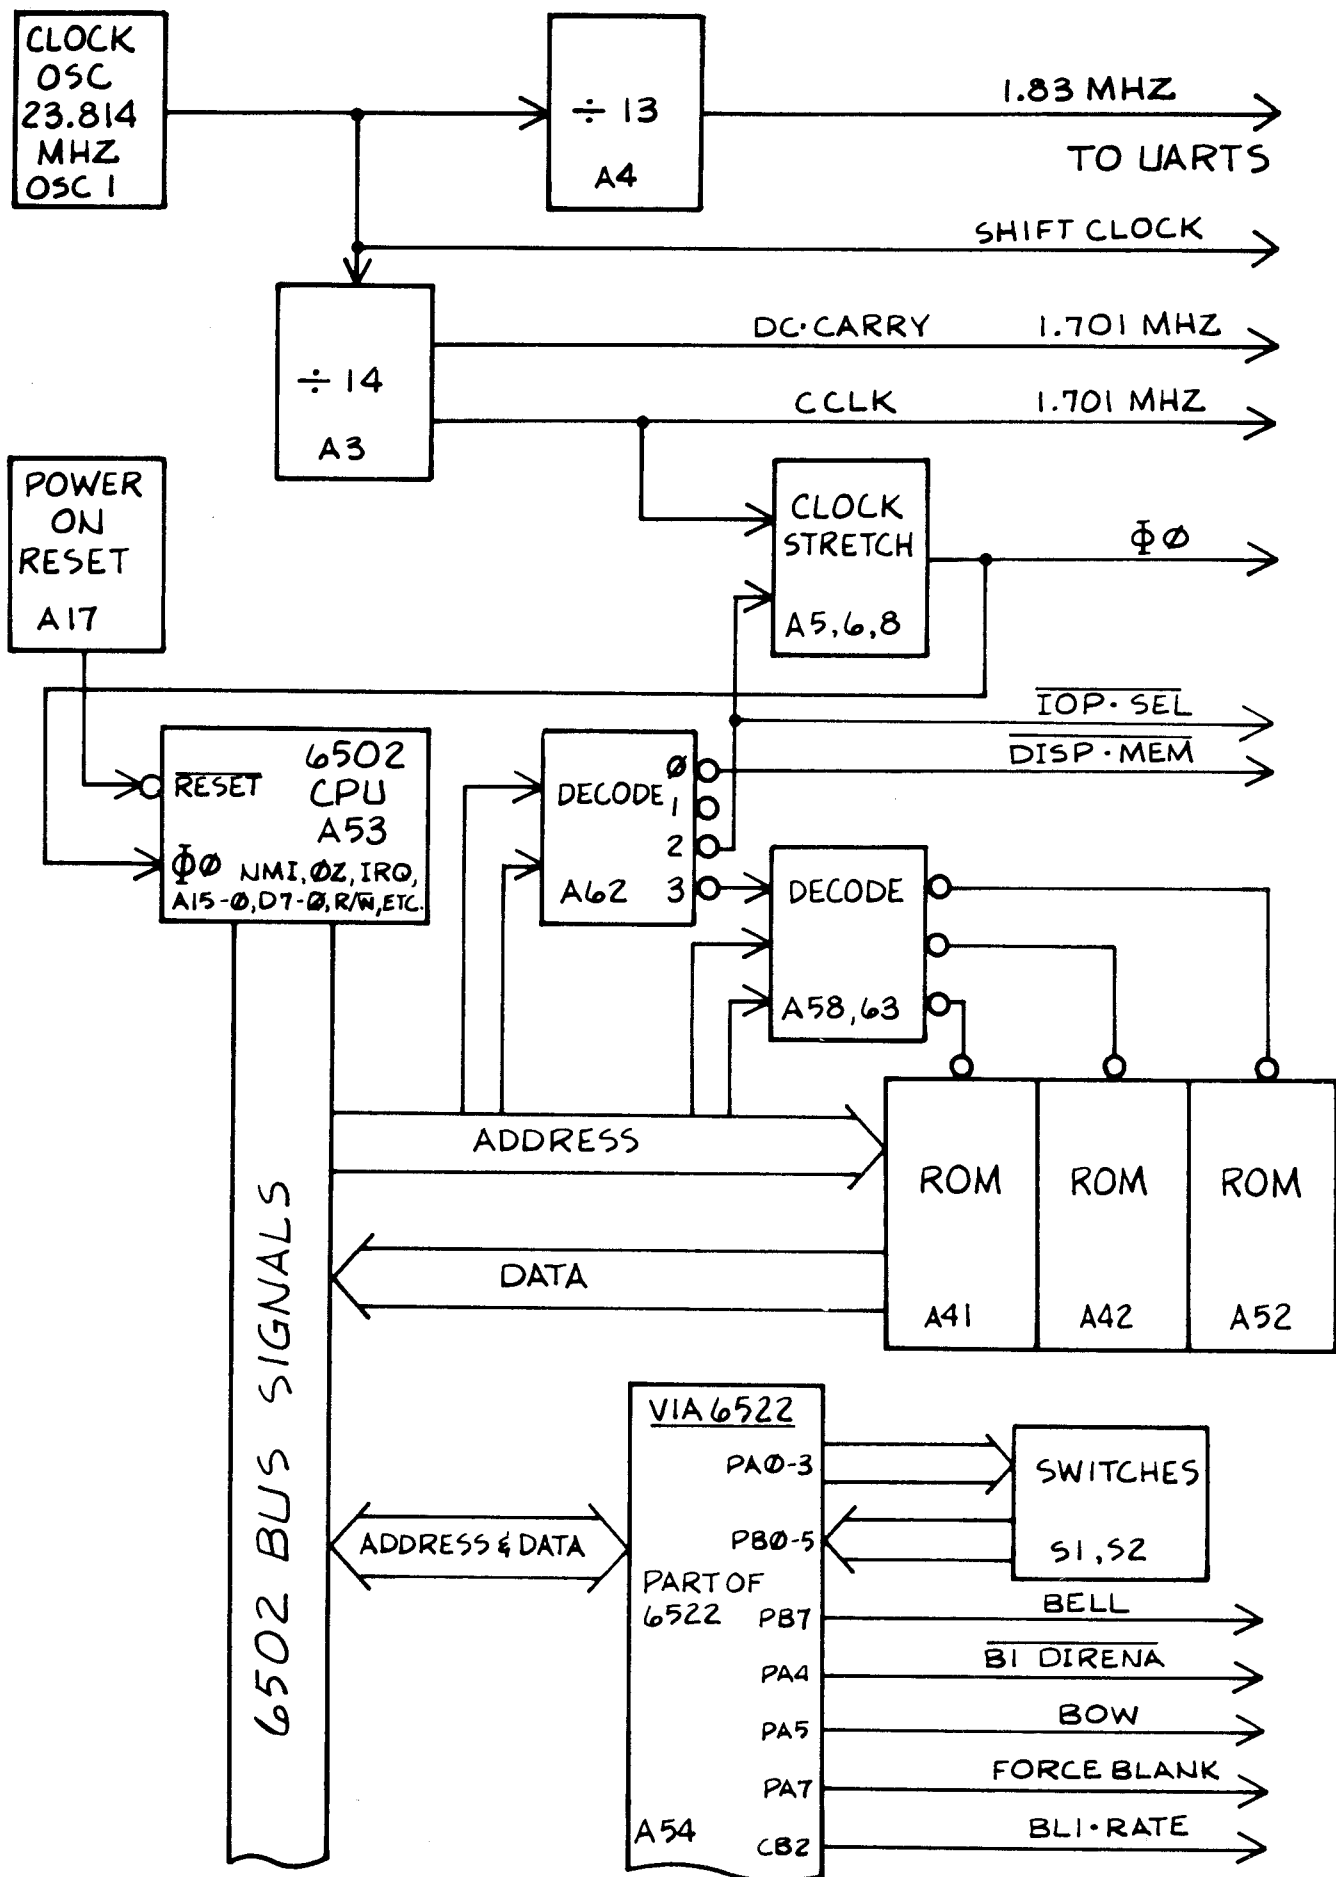 CLOCK
OSC
23.814
MHZ
OSC 1
÷ 13
A4
1.83 MHZ
TO UARTS
SHIFT CLOCK
÷ 14
A3
DC·CARRY 1.701 MHZ
CCLK 1.701 MHZ
POWER
ON
RESET
A17
CLOCK
STRETCH
A5,6,8
Φ0
IOP·SEL
DISP·MEM
6502
CPU
A53
RESET
Φ0 NMI, ØZ, IRQ,
A15-Ø, D7-Ø, R/W, ETC.
DECODE
A62
Ø
1
2
3
DECODE
A58,63
ADDRESS
DATA
ROM
A41
ROM
A42
ROM
A52
6502 BUS SIGNALS
VIA 6522
PAØ-3
PBØ-5
SWITCHES
S1,S2
ADDRESS & DATA
PART OF
6522
PB7
BELL
PA4
BI DIRENA
PA5
BOW
PA7
FORCE BLANK
A54
CB2
BLI·RATE